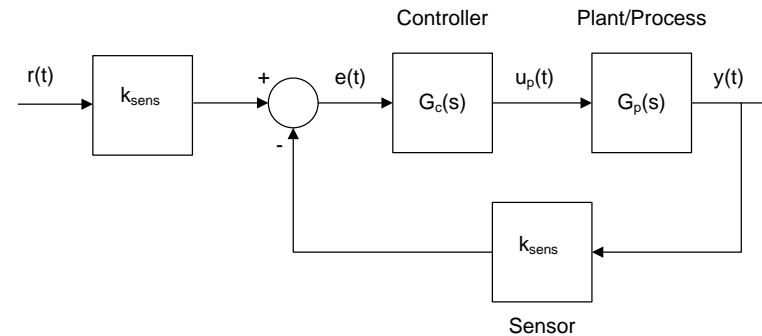 Controller
Plant/Process
r(t)
k_sens
+
-
e(t)
G_c(s)
u_p(t)
G_p(s)
y(t)
k_sens
Sensor